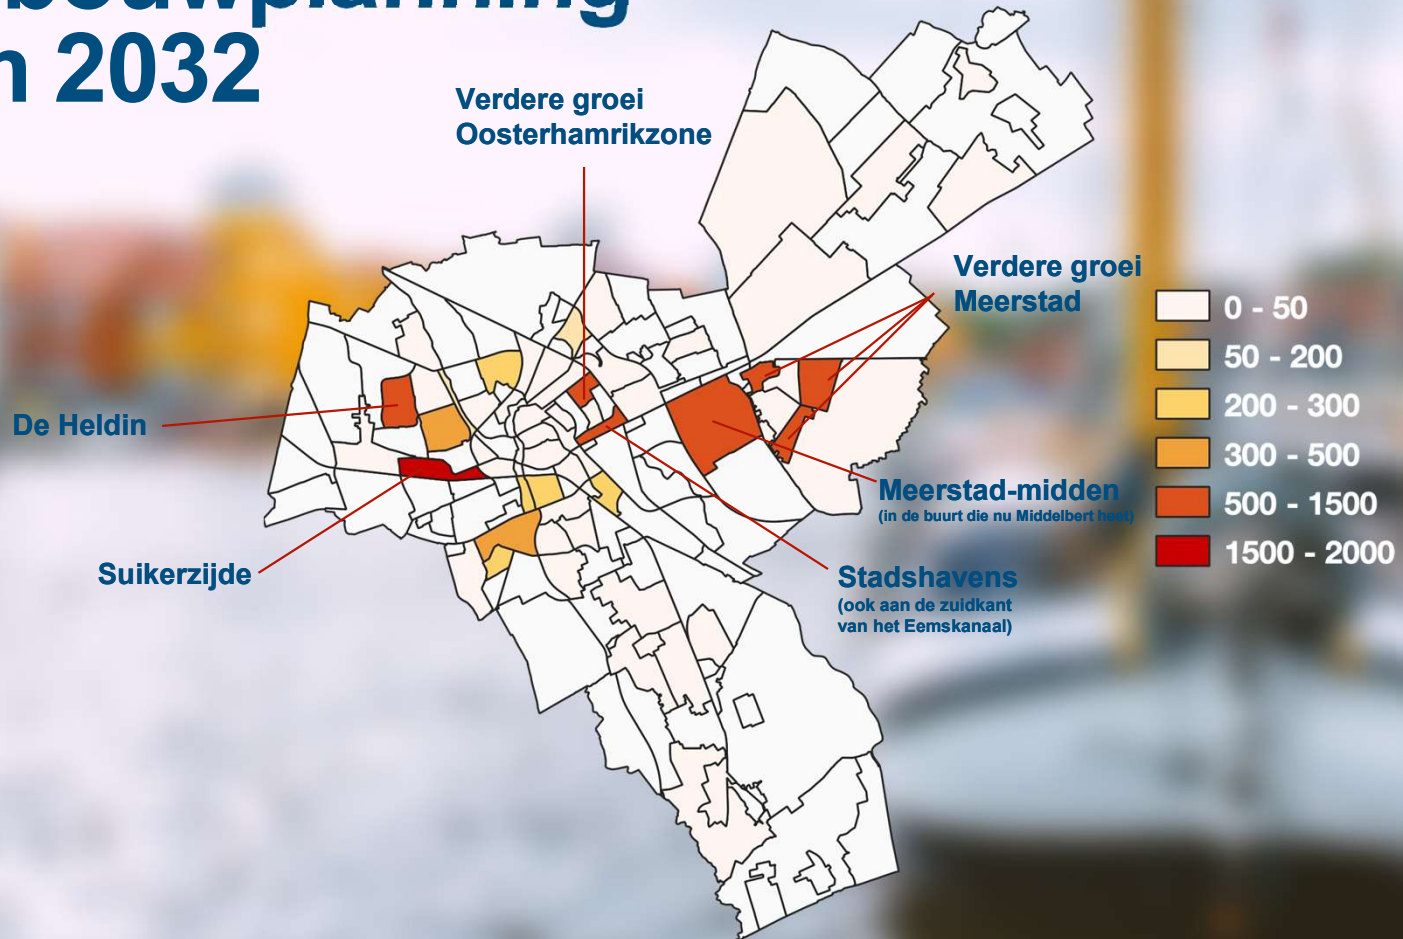 bouwplanning
n 2032
Verdere groei
Oosterhamrikzone
Verdere groei
Meerstad
0 - 50
50 - 200
200 - 300
300 - 500
500 - 1500
1500 - 2000
De Heldin
Meerstad-midden
(in de buurt die nu Middelbert heet)
Suikerzijde
Stadshavens
(ook aan de zuidkant
van het Eemskanaal)